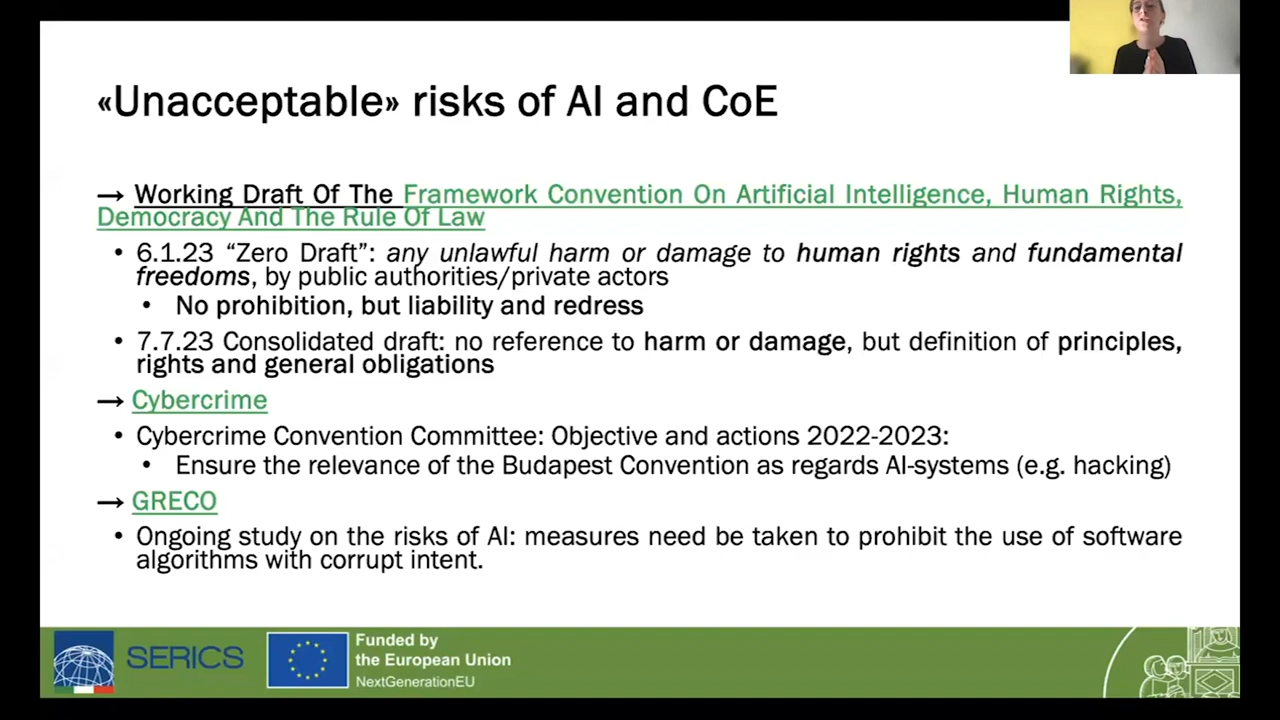 «Unacceptable» risks of AI and CoE
→ Working Draft Of The Framework Convention On Artificial Intelligence, Human Rights,
Democracy And The Rule Of Law
• 6.1.23 “Zero Draft”: any unlawful harm or damage to human rights and fundamental
freedoms, by public authorities/private actors
• No prohibition, but liability and redress
• 7.7.23 Consolidated draft: no reference to harm or damage, but definition of principles,
rights and general obligations
→ Cybercrime
• Cybercrime Convention Committee: Objective and actions 2022-2023:
• Ensure the relevance of the Budapest Convention as regards AI-systems (e.g. hacking)
→ GRECO
• Ongoing study on the risks of AI: measures need be taken to prohibit the use of software
algorithms with corrupt intent.
SERICS
Funded by
the European Union
NextGenerationEU